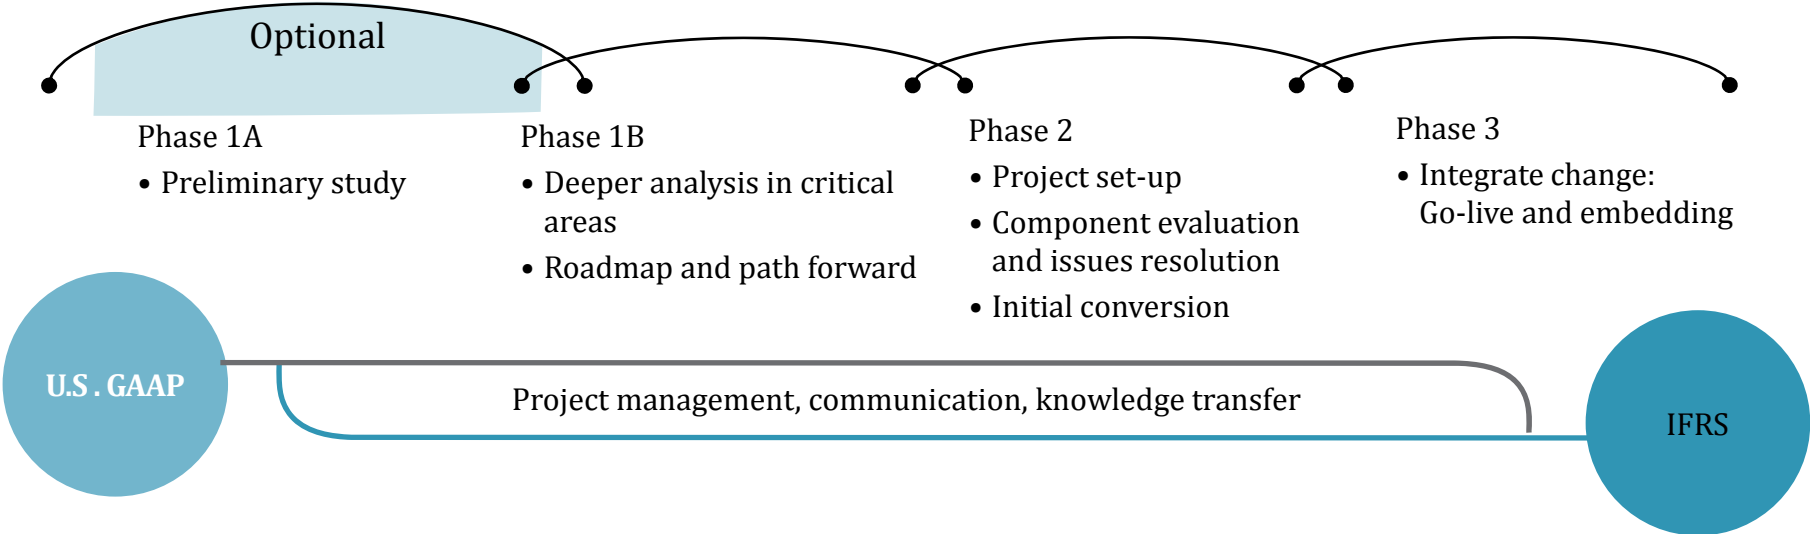 Optional
Phase 1A
• Preliminary study
Phase 1B
• Deeper analysis in critical
areas
• Roadmap and path forward
Phase 2
• Project set-up
• Component evaluation
and issues resolution
• Initial conversion
Phase 3
• Integrate change:
Go-live and embedding
U.S . GAAP
Project management, communication, knowledge transfer
IFRS